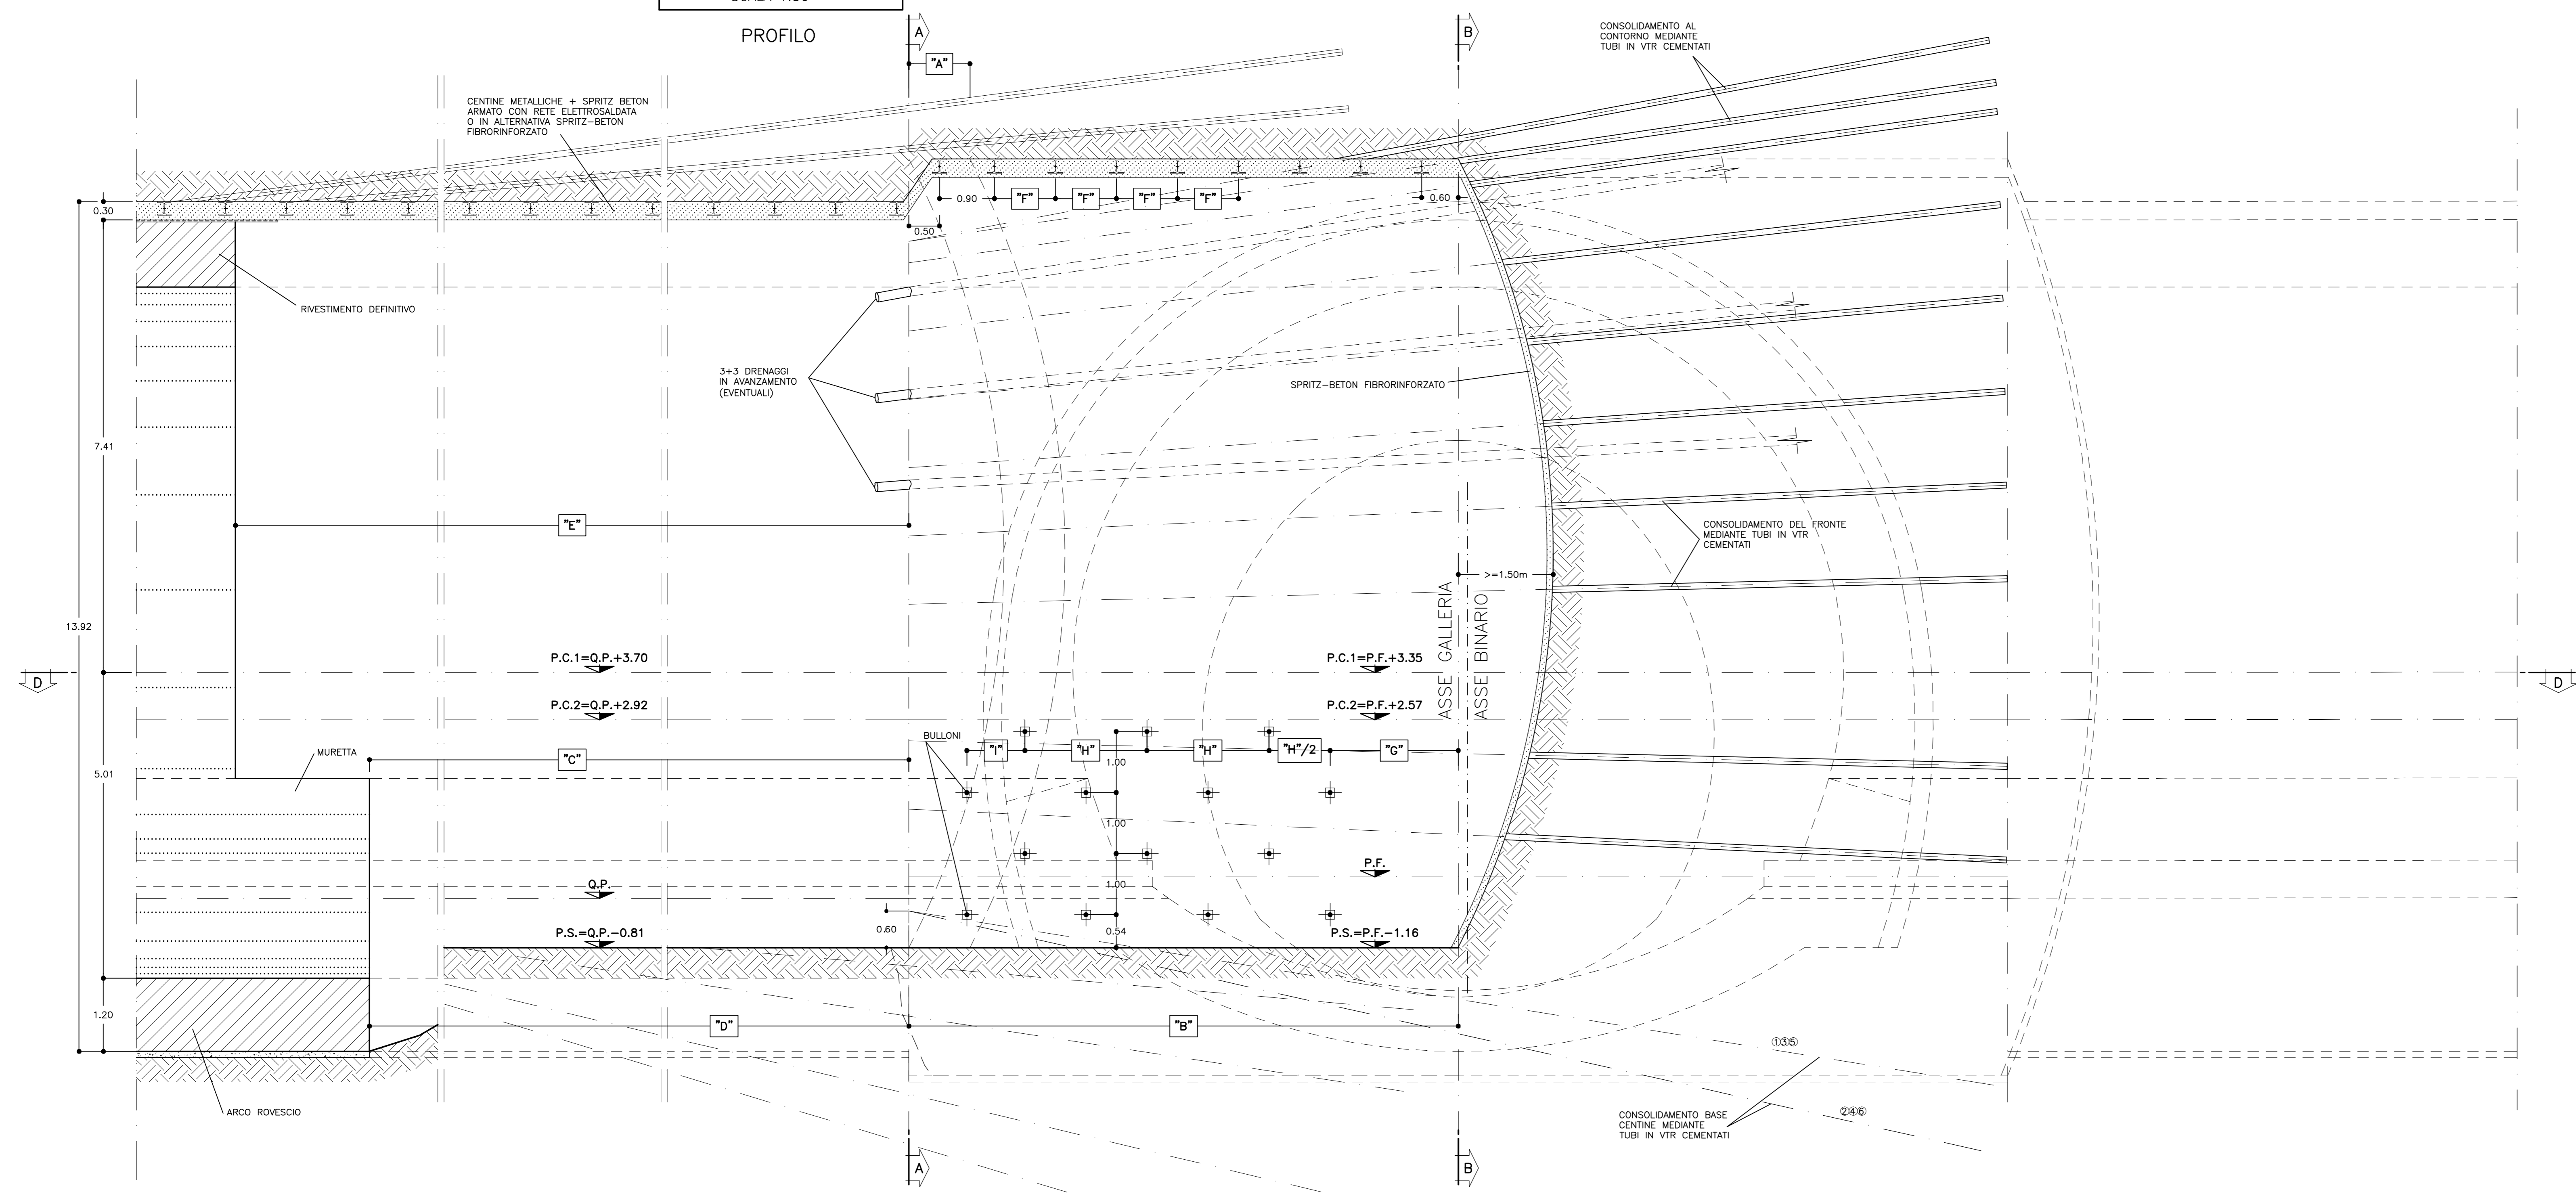 PROFILO
A
B
"A"
CONSOLIDAMENTO AL
CONTORNO MEDIANTE
TUBI IN VTR CEMENTATI
CENTINE METALLICHE + SPRITZ BETON
ARMATO CON RETE ELETTROSALDATA
O IN ALTERNATIVA SPRITZ-BETON
FIBRORINFORZATO
0.30
0.90
"F"
"F"
"F"
"F"
0.60
0.50
RIVESTIMENTO DEFINITIVO
3+3 DRENAGGI
IN AVANZAMENTO
(EVENTUALI)
SPRITZ-BETON FIBRORINFORZATO
7.41
"E"
CONSOLIDAMENTO DEL FRONTE
MEDIANTE TUBI IN VTR
CEMENTATI
>=1.50m
ASSE GALLERIA
ASSE BINARIO
13.92
P.C.1=Q.P.+3.70
P.C.1=P.F.+3.35
D
D
P.C.2=Q.P.+2.92
P.C.2=P.F.+2.57
BULLONI
MURETTA
"C"
"I"
"H"
"H"
"H"/2
"G"
1.00
5.01
1.00
P.F.
Q.P.
1.00
0.60
0.54
P.S.=Q.P.-0.81
P.S.=P.F.-1.16
1.20
"D"
"B"
①③⑤
ARCO ROVESCIO
CONSOLIDAMENTO BASE
CENTINE MEDIANTE
TUBI IN VTR CEMENTATI
②④⑥
A
B